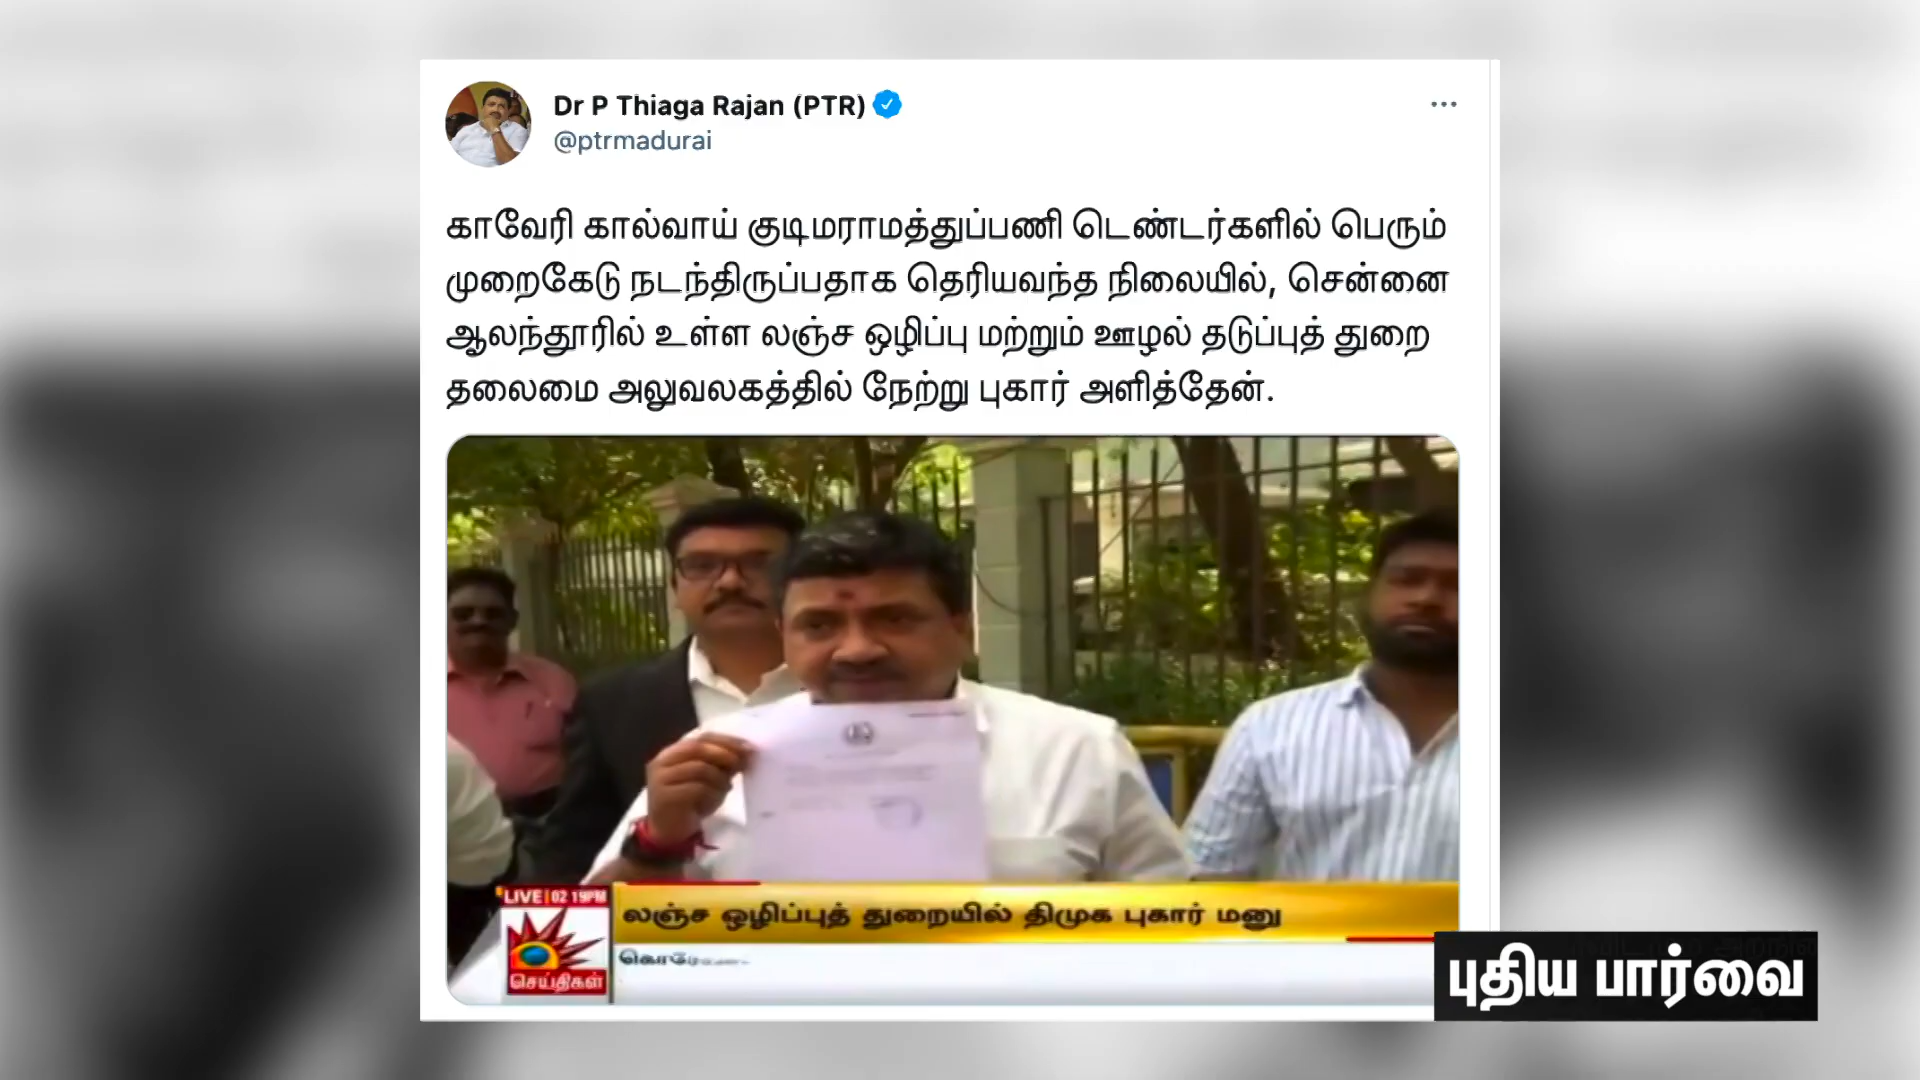 Dr P Thiaga Rajan (PTR)
@ptrmadurai
காவேரி கால்வாய் குடிமராமத்துப்பணி டெண்டர்களில் பெரும்
முறைகேடு நடந்திருப்பதாக தெரியவந்த நிலையில், சென்னை
ஆலந்தூரில் உள்ள லஞ்ச ஒழிப்பு மற்றும் ஊழல் தடுப்புத் துறை
தலைமை அலுவலகத்தில் நேற்று புகார் அளித்தேன்.
LIVE 02 19PM
லஞ்ச ஒழிப்புத் துறையில் திமுக புகார் மனு
செய்திகள்
புதிய பார்வை